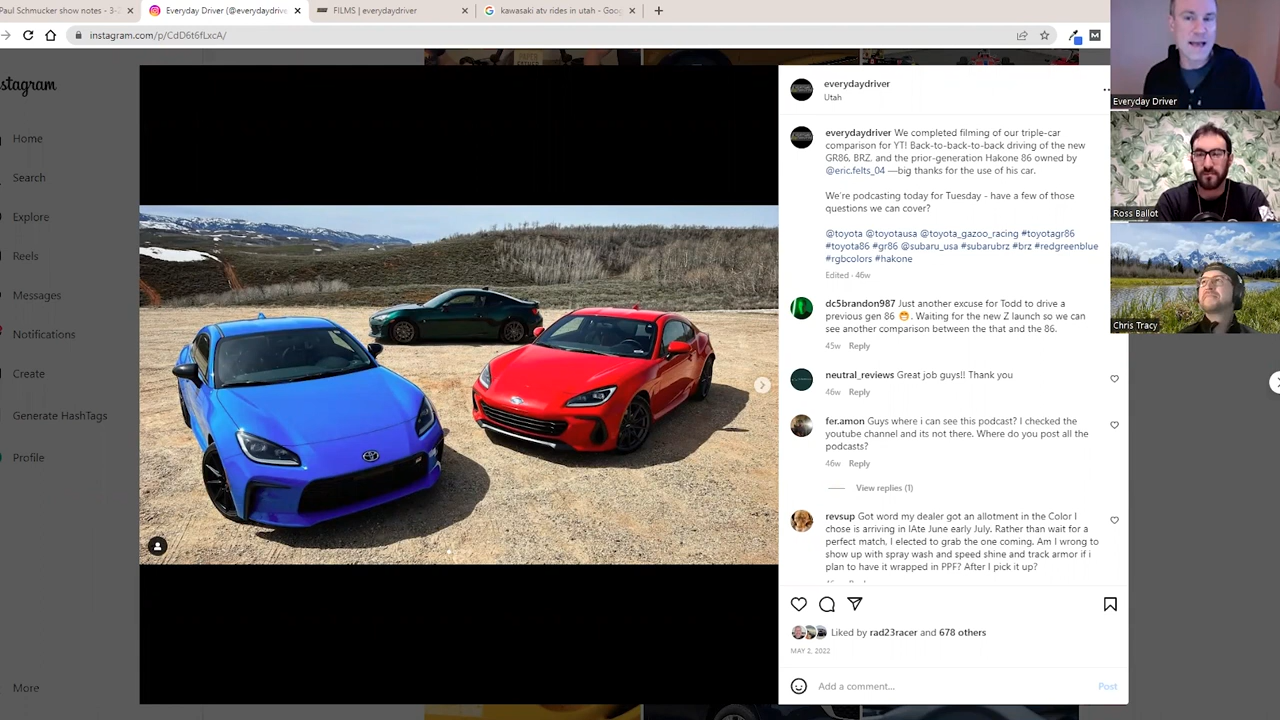 Paul Schmucker show notes - 3-
Everyday Driver (@everydaydrive
FILMS | everydaydriver
kawasaki atv rides in utah - Goog
instagram.com/p/CdD6t6fLxcA/
stagram
Home
Search
Explore
Reels
Messages
Notifications
Create
Generate HashTags
Profile
More
everydaydriver
Utah
everydaydriver We completed filming of our triple-car
comparison for YT! Back-to-back-to-back driving of the new
GR86, BRZ, and the prior-generation Hakone 86 owned by
@eric.felts_04 —big thanks for the use of his car.
We're podcasting today for Tuesday - have a few of those
questions we can cover?
@toyota @toyotausa @toyota_gazoo_racing #toyotagr86
#toyota86 #gr86 @subaru_usa #subarubrz #brz #redgreenblue
#rgbcolors #hakone
Edited · 46w
dc5brandon987 Just another excuse for Todd to drive a
previous gen 86 😁. Waiting for the new Z launch so we can
see another comparison between the that and the 86.
45w Reply
neutral_reviews Great job guys!! Thank you
46w Reply
fer.amon Guys where i can see this podcast? I checked the
youtube channel and its not there. Where do you post all the
podcasts?
46w Reply
View replies (1)
revsup Got word my dealer got an allotment in the Color I
chose is arriving in lAte June early July. Rather than wait for a
perfect match, I elected to grab the one coming. Am I wrong to
show up with spray wash and speed shine and track armor if i
plan to have it wrapped in PPF? After I pick it up?
Liked by rad23racer and 678 others
MAY 2, 2022
Add a comment...
Post
Everyday Driver
Ross Ballot
Chris Tracy